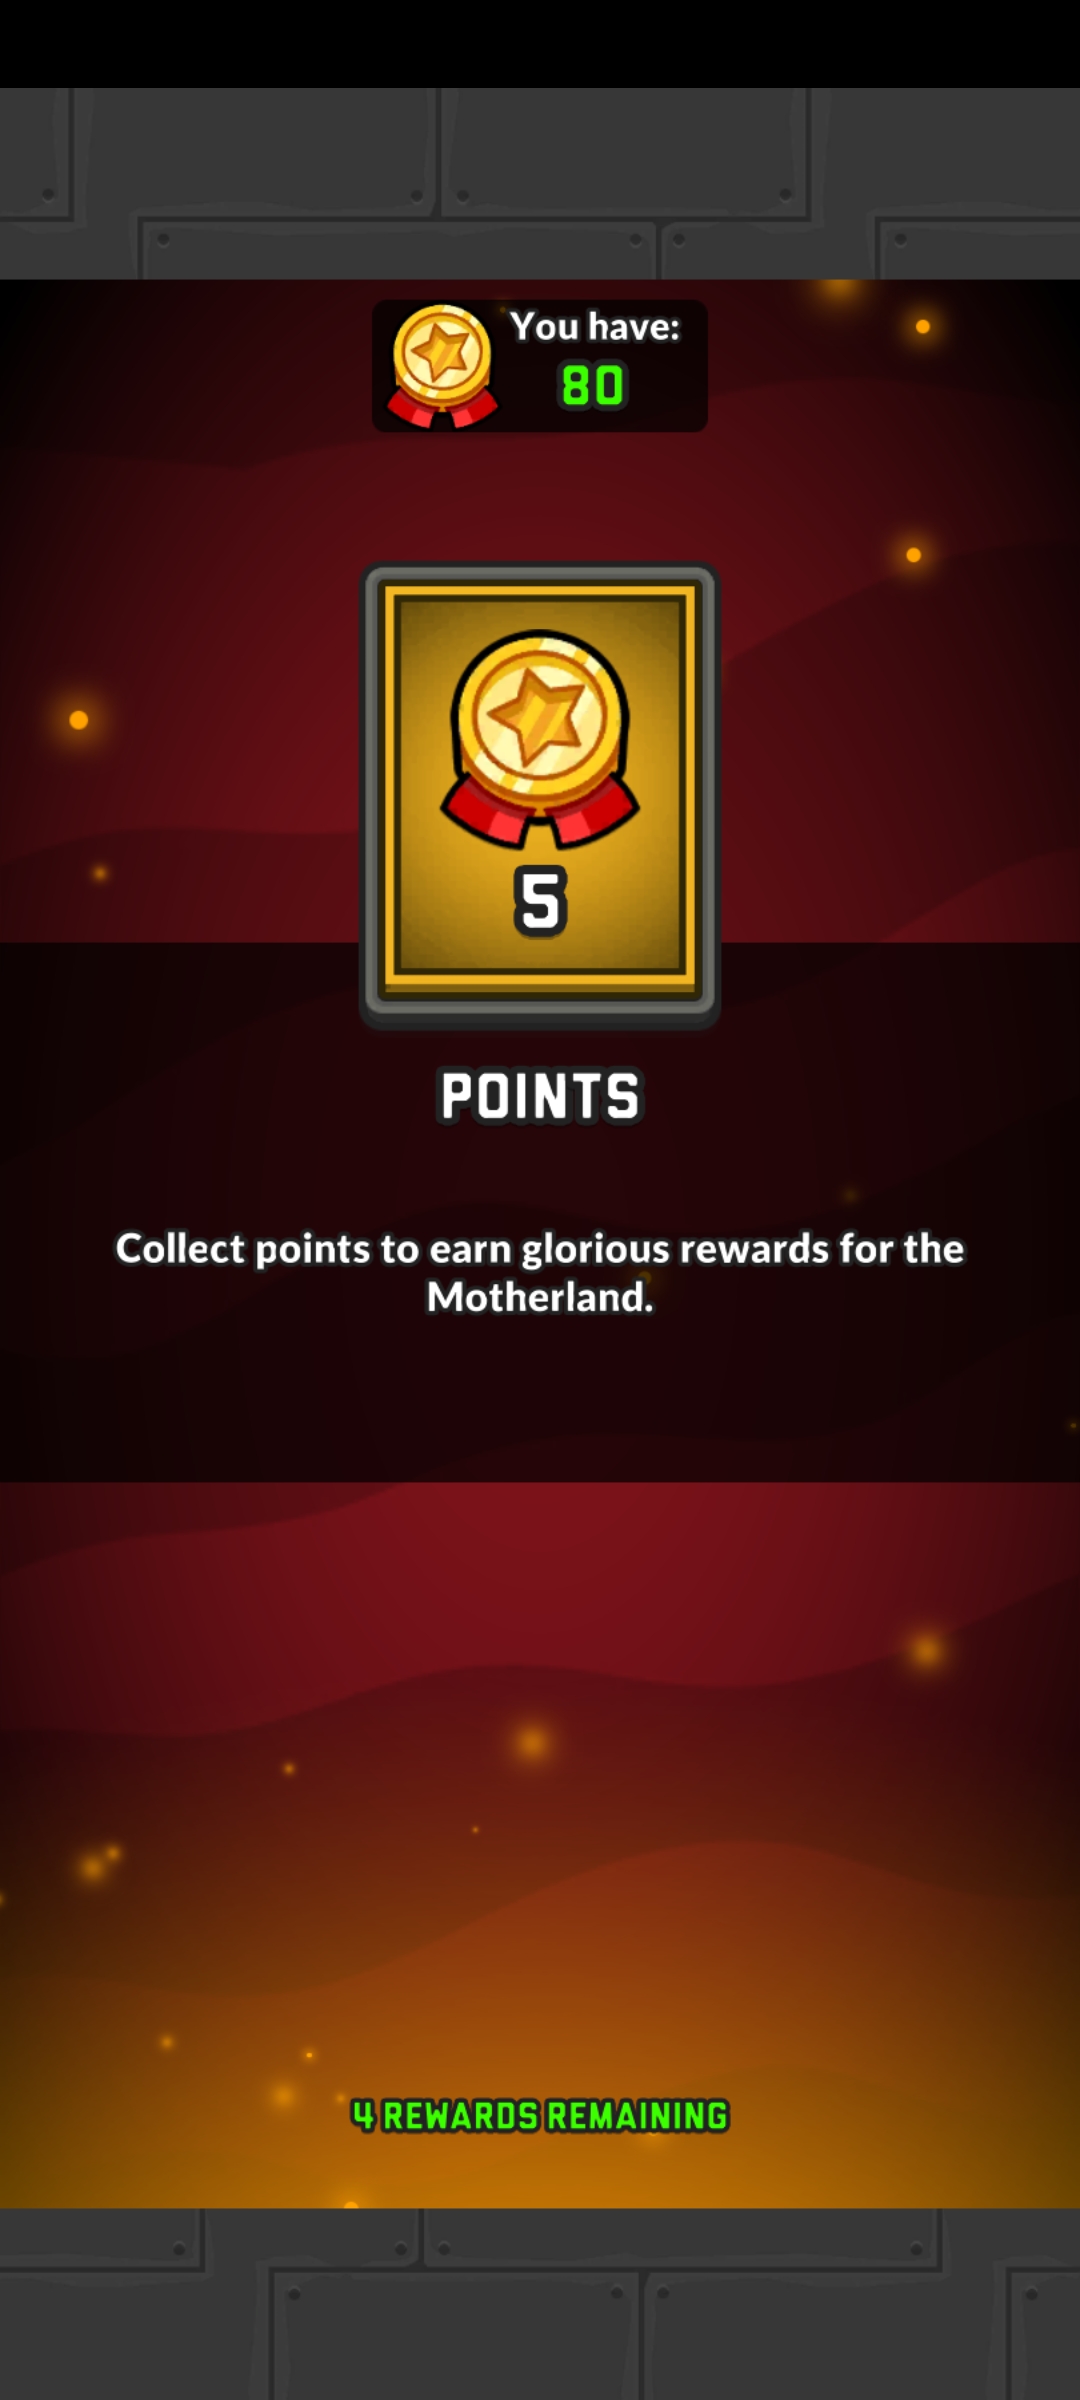 You have:
80
5
POINTS
Collect points to earn glorious rewards for the
Motherland.
4 REWARDS REMAINING